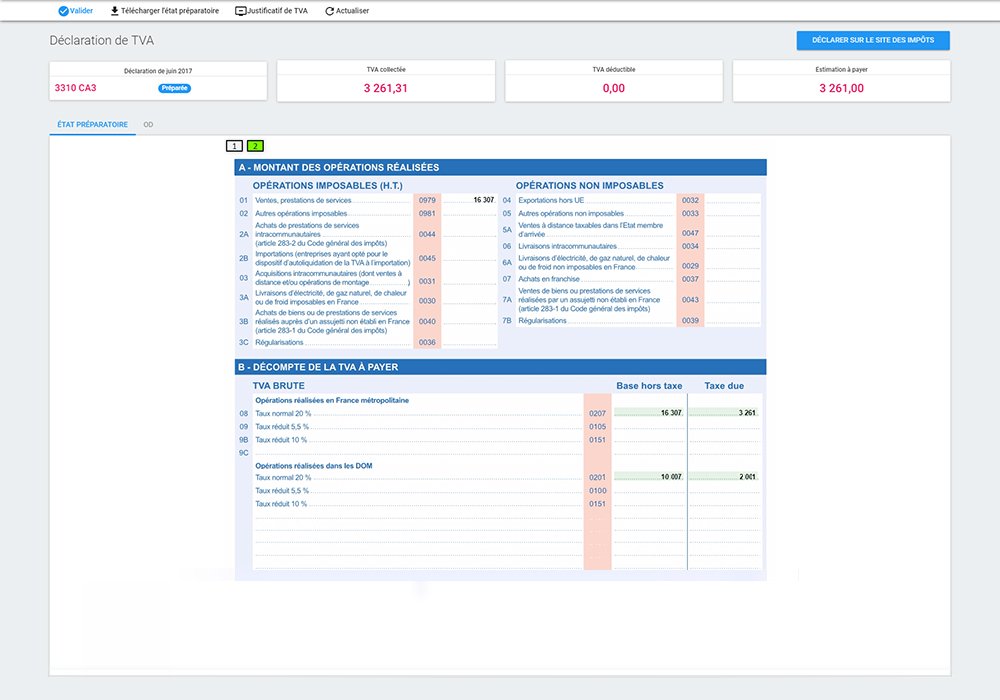 Valider Télécharger l'état préparatoire Justificatif de TVA Actualiser
Déclaration de TVA
DÉCLARER SUR LE SITE DES IMPÔTS
Déclaration de juin 2017
3310 CA3 Préparée
TVA collectée
3 261,31
TVA déductible
0,00
Estimation à payer
3 261,00
ÉTAT PRÉPARATOIRE OD
1 2
A - MONTANT DES OPÉRATIONS RÉALISÉES
OPÉRATIONS IMPOSABLES (H.T.)
01 Ventes, prestations de services 0979 16 307
02 Autres opérations imposables 0981
2A Achats de prestations de services
intracommunautaires 0044
(article 283-2 du Code général des impôts)
2B Importations (entreprises ayant opté pour le
dispositif d'autoliquidation de la TVA à l'importation) 0045
03 Acquisitions intracommunautaires (dont ventes à
distance et/ou opérations de montage ) 0031
3A Livraisons d'électricité, de gaz naturel, de chaleur
ou de froid imposables en France 0030
3B Achats de biens ou de prestations de services
réalisés auprès d'un assujetti non établi en France 0040
(article 283-1 du Code général des impôts)
3C Régularisations 0036
OPÉRATIONS NON IMPOSABLES
04 Exportations hors UE 0032
05 Autres opérations non imposables 0033
5A Ventes à distance taxables dans l'Etat membre
d'arrivée 0047
06 Livraisons intracommunautaires 0034
6A Livraisons d'électricité, de gaz naturel, de chaleur
ou de froid non imposables en France 0029
07 Achats en franchise 0037
7A Ventes de biens ou prestations de services
réalisées par un assujetti non établi en France 0043
(article 283-1 du Code général des impôts)
7B Régularisations 0039
B - DÉCOMPTE DE LA TVA À PAYER
TVA BRUTE Base hors taxe Taxe due
Opérations réalisées en France métropolitaine
08 Taux normal 20 % 0207 16 307 3 261
09 Taux réduit 5,5 % 0105
9B Taux réduit 10 % 0151
9C
Opérations réalisées dans les DOM
Taux normal 20 % 0201 10 007 2 001
Taux réduit 5,5 % 0100
Taux réduit 10 % 0151